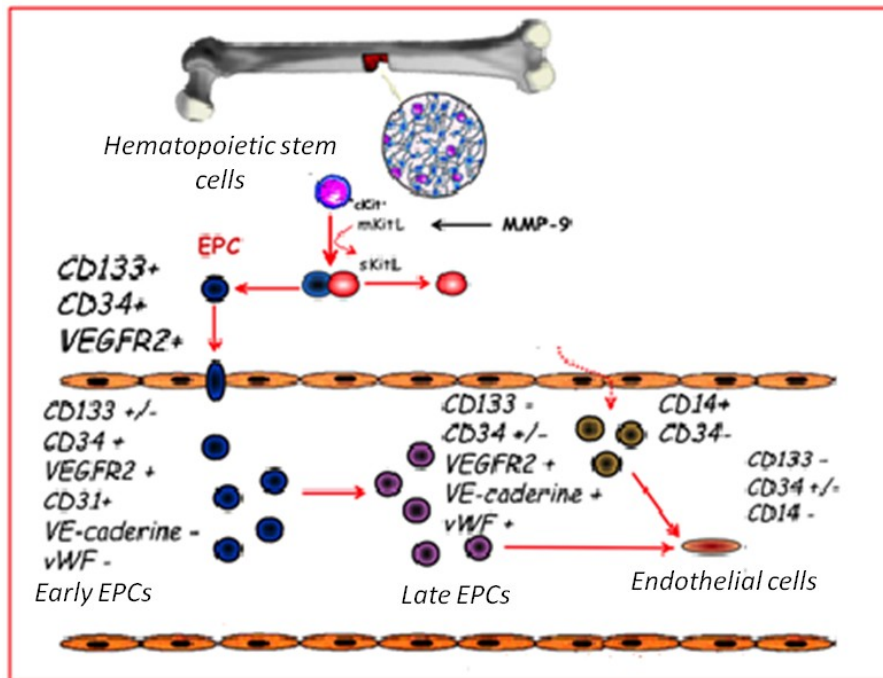 Hematopoietic stem
cells
cKit+
mKitL
MMP-9
sKitL
EPC
CD133+
CD34+
VEGFR2+
CD133 +/-
CD34 +
VEGFR2 +
CD31+
VE-caderine -
vWF -
Early EPCs
CD133 -
CD34 +/-
VEGFR2 +
VE-caderine +
vWF +
Late EPCs
CD14+
CD34-
CD133 -
CD34 +/-
CD14 -
Endothelial cells